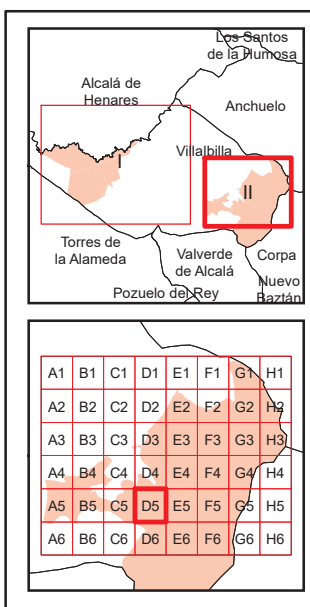 Los Santos
de la Humosa
Alcalá de
Henares
Anchuelo
I
Villalbilla
II
Torres de
la Alameda
Valverde
de Alcalá
Corpa
Nuevo
Baztán
Pozuelo del Rey
A1 B1 C1 D1 E1 F1 G1 H1
A2 B2 C2 D2 E2 F2 G2 H2
A3 B3 C3 D3 E3 F3 G3 H3
A4 B4 C4 D4 E4 F4 G4 H4
A5 B5 C5 D5 E5 F5 G5 H5
A6 B6 C6 D6 E6 F6 G6 H6